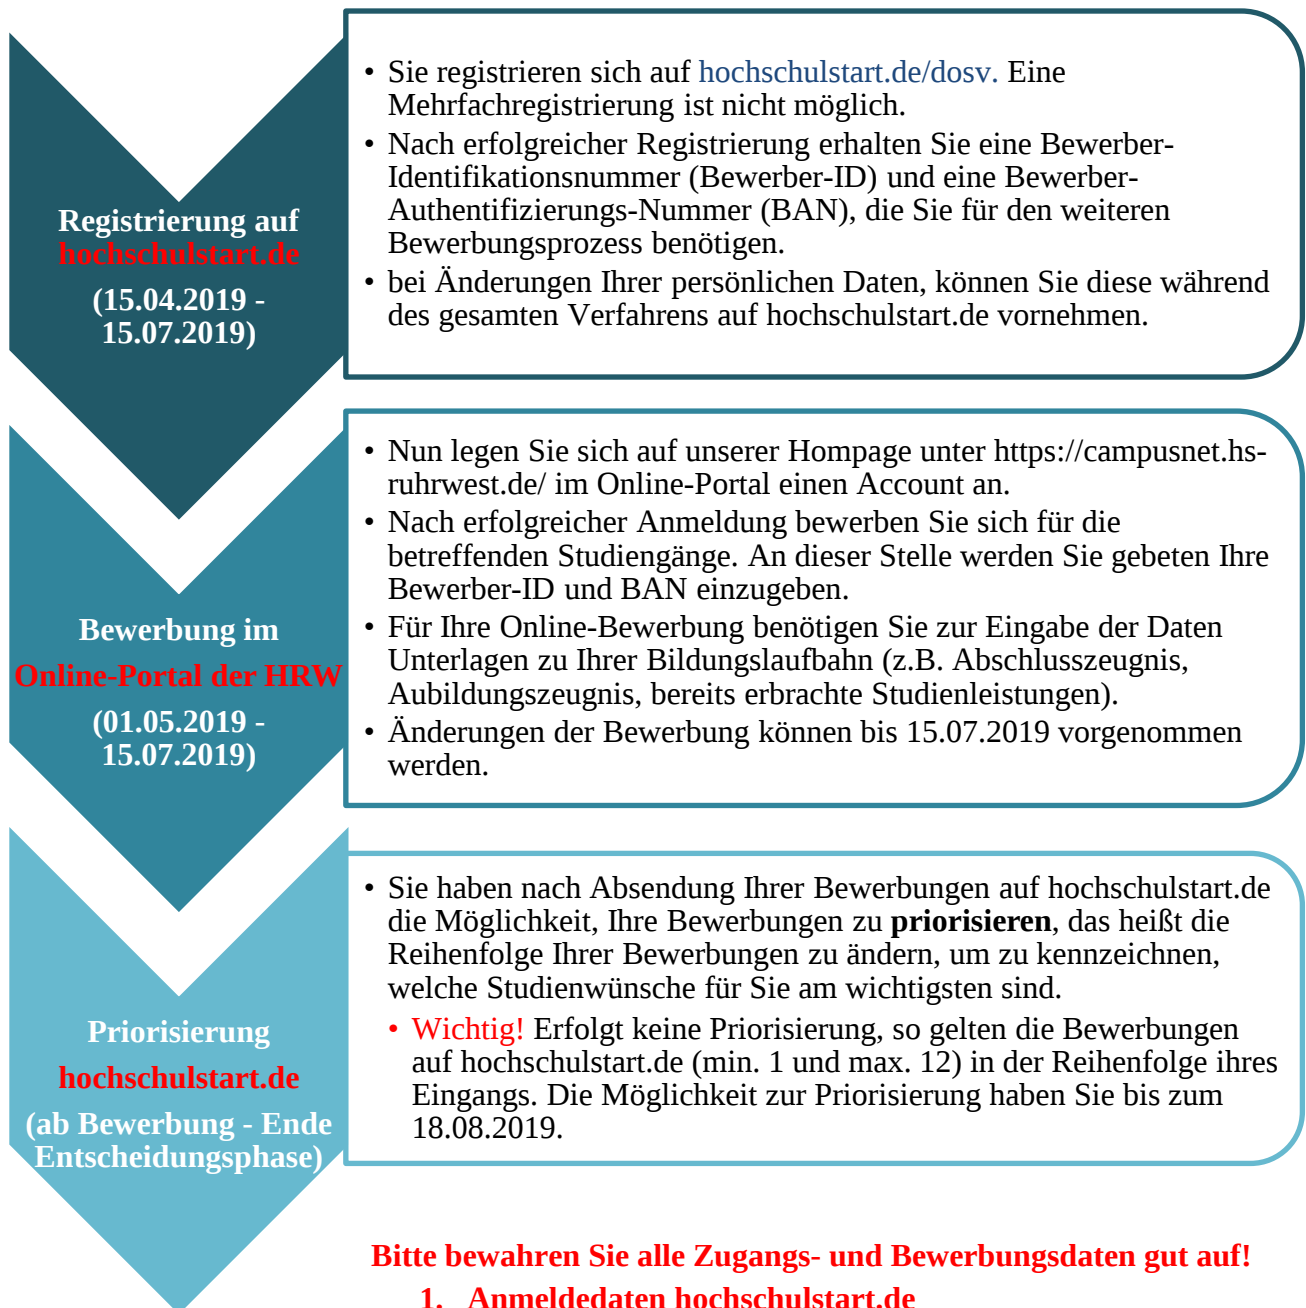 Registrierung auf
hochschulstart.de
(15.04.2019 -
15.07.2019)
• Sie registrieren sich auf hochschulstart.de/dosv. Eine
Mehrfachregistrierung ist nicht möglich.
• Nach erfolgreicher Registrierung erhalten Sie eine Bewerber-
Identifikationsnummer (Bewerber-ID) und eine Bewerber-
Authentifizierungs-Nummer (BAN), die Sie für den weiteren
Bewerbungsprozess benötigen.
• bei Änderungen Ihrer persönlichen Daten, können Sie diese während
des gesamten Verfahrens auf hochschulstart.de vornehmen.
Bewerbung im
Online-Portal der HRW
(01.05.2019 -
15.07.2019)
• Nun legen Sie sich auf unserer Hompage unter https://campusnet.hs-
ruhrwest.de/ im Online-Portal einen Account an.
• Nach erfolgreicher Anmeldung bewerben Sie sich für die
betreffenden Studiengänge. An dieser Stelle werden Sie gebeten Ihre
Bewerber-ID und BAN einzugeben.
• Für Ihre Online-Bewerbung benötigen Sie zur Eingabe der Daten
Unterlagen zu Ihrer Bildungslaufbahn (z.B. Abschlusszeugnis,
Aubildungszeugnis, bereits erbrachte Studienleistungen).
• Änderungen der Bewerbung können bis 15.07.2019 vorgenommen
werden.
Priorisierung
hochschulstart.de
(ab Bewerbung - Ende
Entscheidungsphase)
• Sie haben nach Absendung Ihrer Bewerbungen auf hochschulstart.de
die Möglichkeit, Ihre Bewerbungen zu priorisieren, das heißt die
Reihenfolge Ihrer Bewerbungen zu ändern, um zu kennzeichnen,
welche Studienwünsche für Sie am wichtigsten sind.
• Wichtig! Erfolgt keine Priorisierung, so gelten die Bewerbungen
auf hochschulstart.de (min. 1 und max. 12) in der Reihenfolge ihres
Eingangs. Die Möglichkeit zur Priorisierung haben Sie bis zum
18.08.2019.
Bitte bewahren Sie alle Zugangs- und Bewerbungsdaten gut auf!
1. Anmeldedaten hochschulstart.de